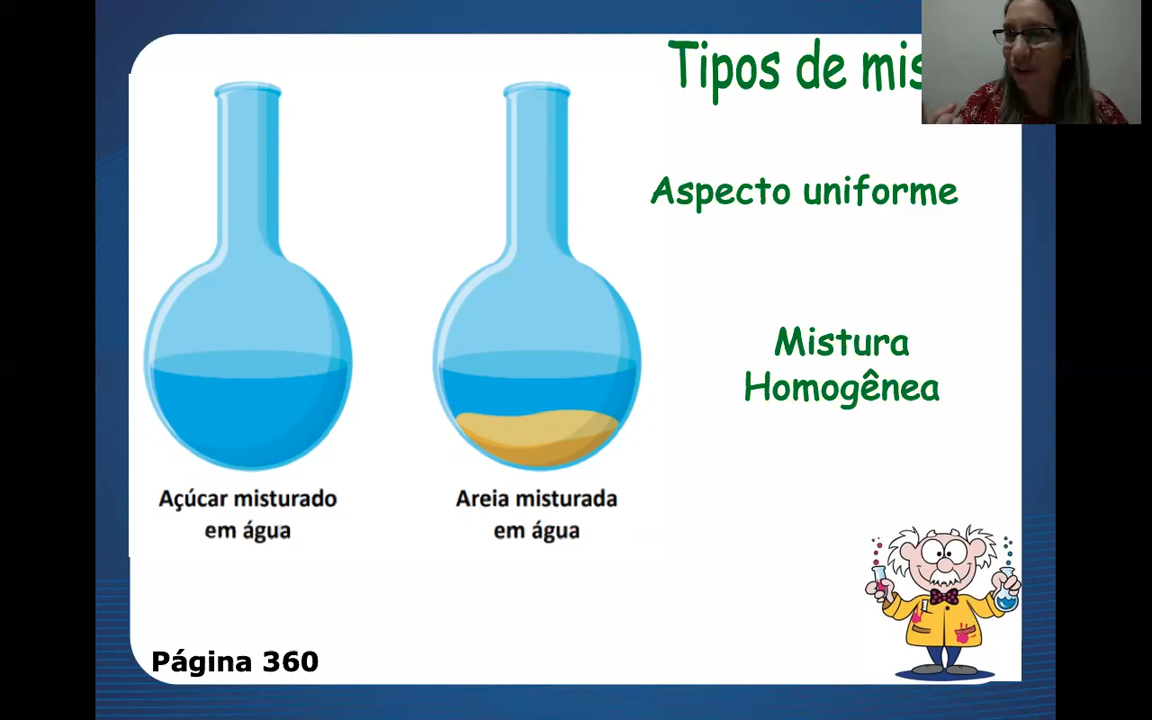 Tipos de mis
Aspecto uniforme
Mistura
Homogênea
Açúcar misturado
em água
Areia misturada
em água
Página 360